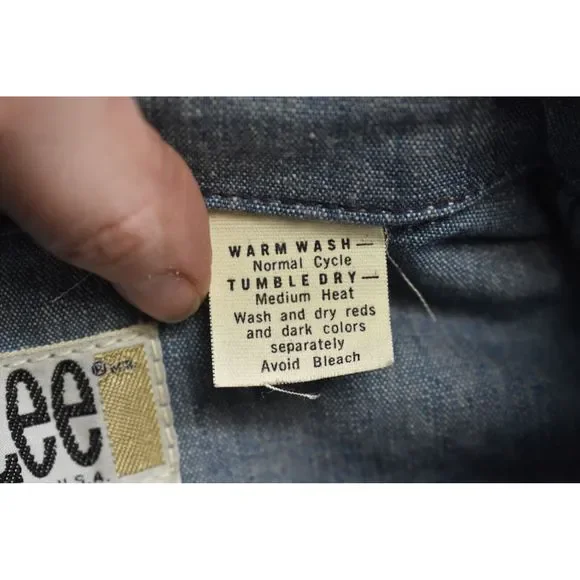 WARM WASH—
Normal Cycle
TUMBLE DRY—
Medium Heat
Wash and dry reds
and dark colors
separately
Avoid Bleach
ee®
U.S.A.